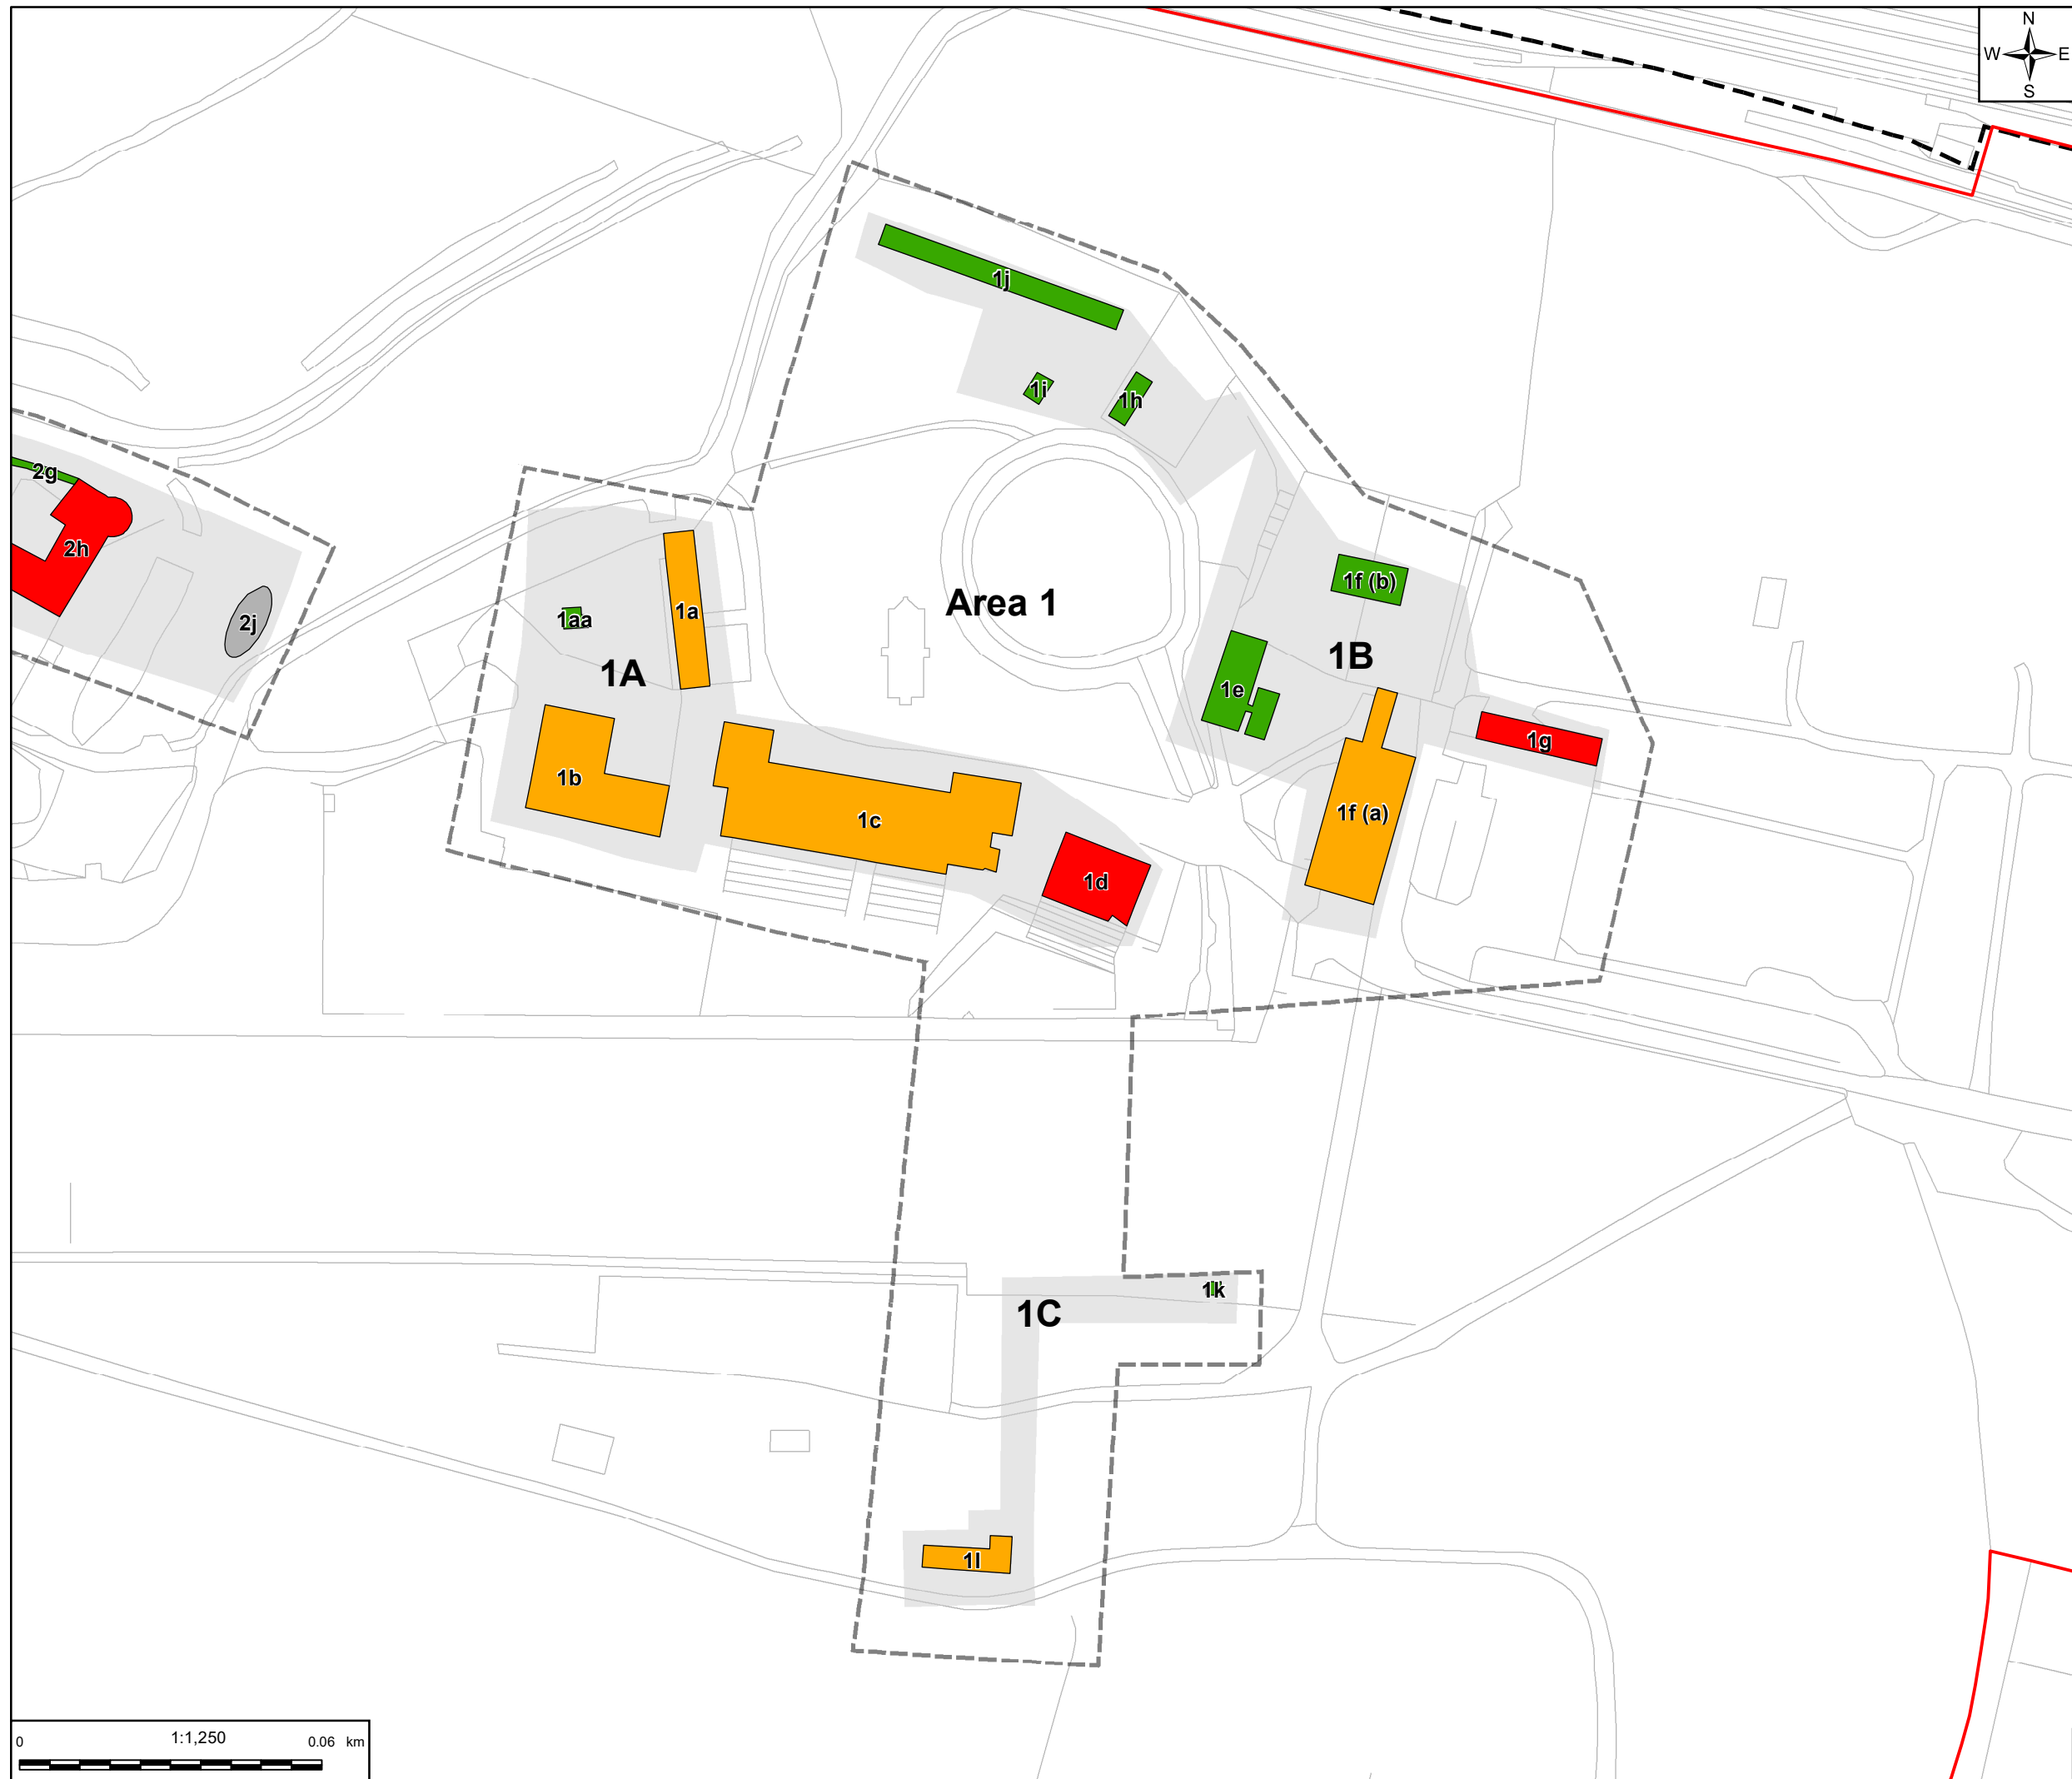 N
W E
S
1j
1i
1h
2g
2h
2j
1aa
1a
Area 1
1f (b)
1A
1B
1e
1g
1b
1c
1f (a)
1d
1k
1C
1l
0 1:1,250 0.06 km